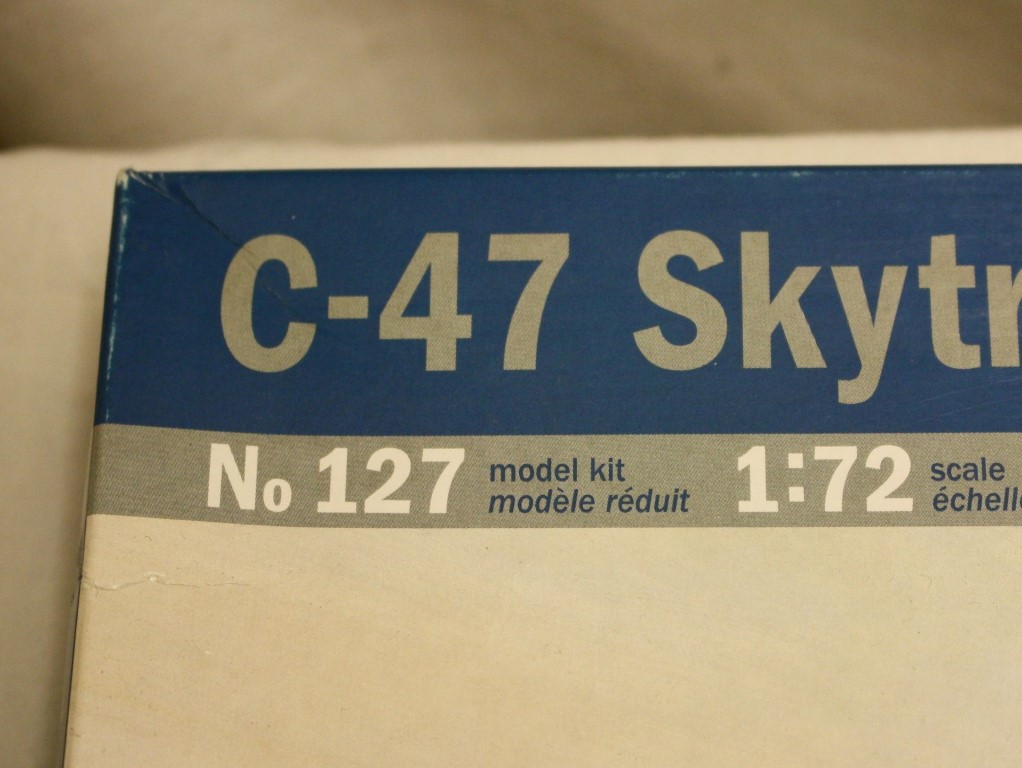 C-47 Skytr
No 127 model kit 1:72 scale
modèle réduit échelle